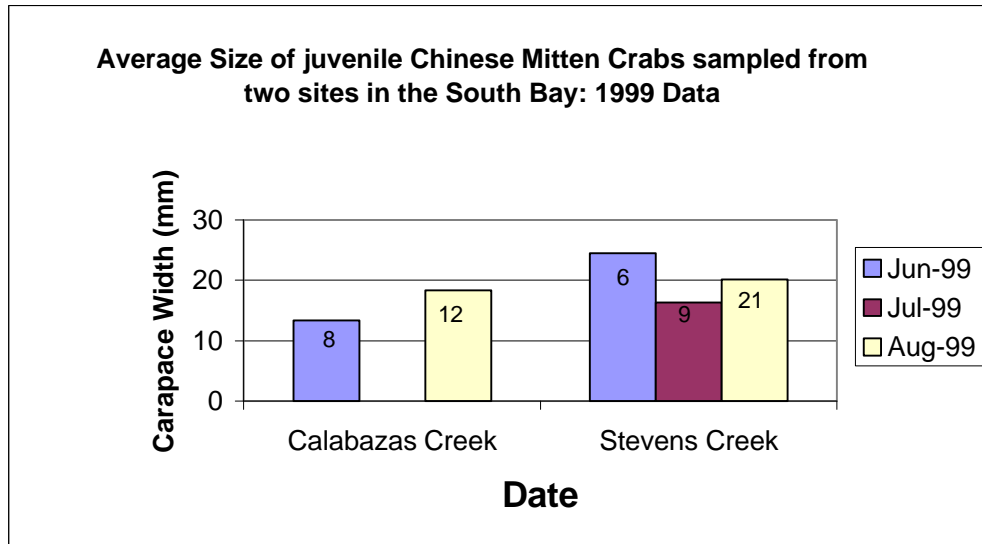 Average Size of juvenile Chinese Mitten Crabs sampled from
two sites in the South Bay: 1999 Data
Carapace Width (mm)
30
20
10
0
8
12
6
9
21
Calabazas Creek
Stevens Creek
Date
Jun-99
Jul-99
Aug-99